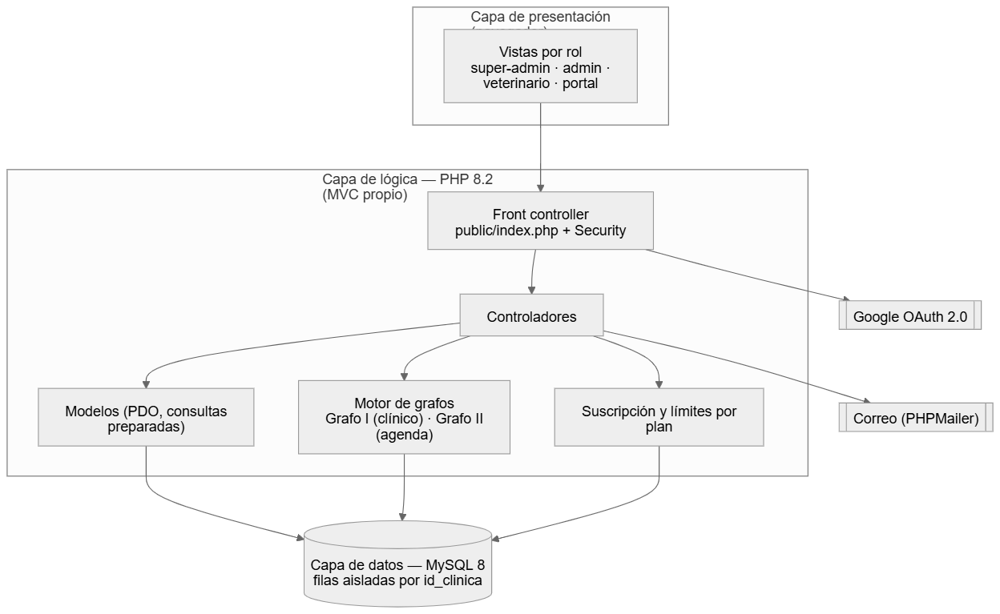 Capa de presentación
Vistas por rol
super-admin · admin ·
veterinario · portal
Capa de lógica — PHP 8.2
(MVC propio)
Front controller
public/index.php + Security
Controladores
Google OAuth 2.0
Modelos (PDO, consultas
preparadas)
Motor de grafos
Grafo I (clínico) · Grafo II
(agenda)
Suscripción y límites por
plan
Correo (PHPMailer)
Capa de datos — MySQL 8
filas aisladas por id_clinica